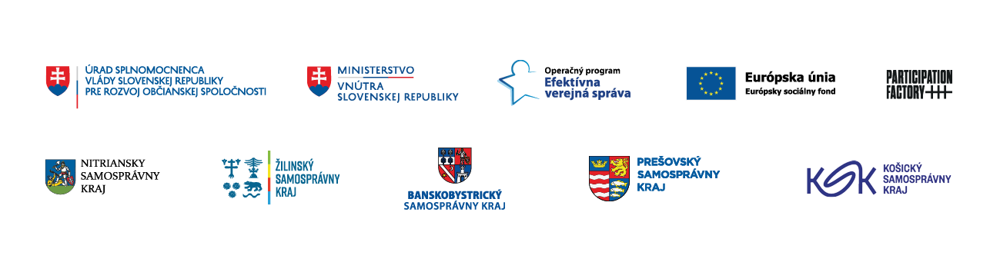 ÚRAD SPLNOMOCNENCA
VLÁDY SLOVENSKEJ REPUBLIKY
PRE ROZVOJ OBČIANSKEJ SPOLOČNOSTI
MINISTERSTVO
VNÚTRA
SLOVENSKEJ REPUBLIKY
Operačný program
Efektívna
verejná správa
Európska únia
Európsky sociálny fond
PARTICIPATION
FACTORY
NITRIANSKY
SAMOSPRÁVNY
KRAJ
ŽILINSKÝ
SAMOSPRÁVNY
KRAJ
BANSKOBYSTRICKÝ
SAMOSPRÁVNY KRAJ
PREŠOVSKÝ
SAMOSPRÁVNY
KRAJ
KSK
KOŠICKÝ
SAMOSPRÁVNY
KRAJ